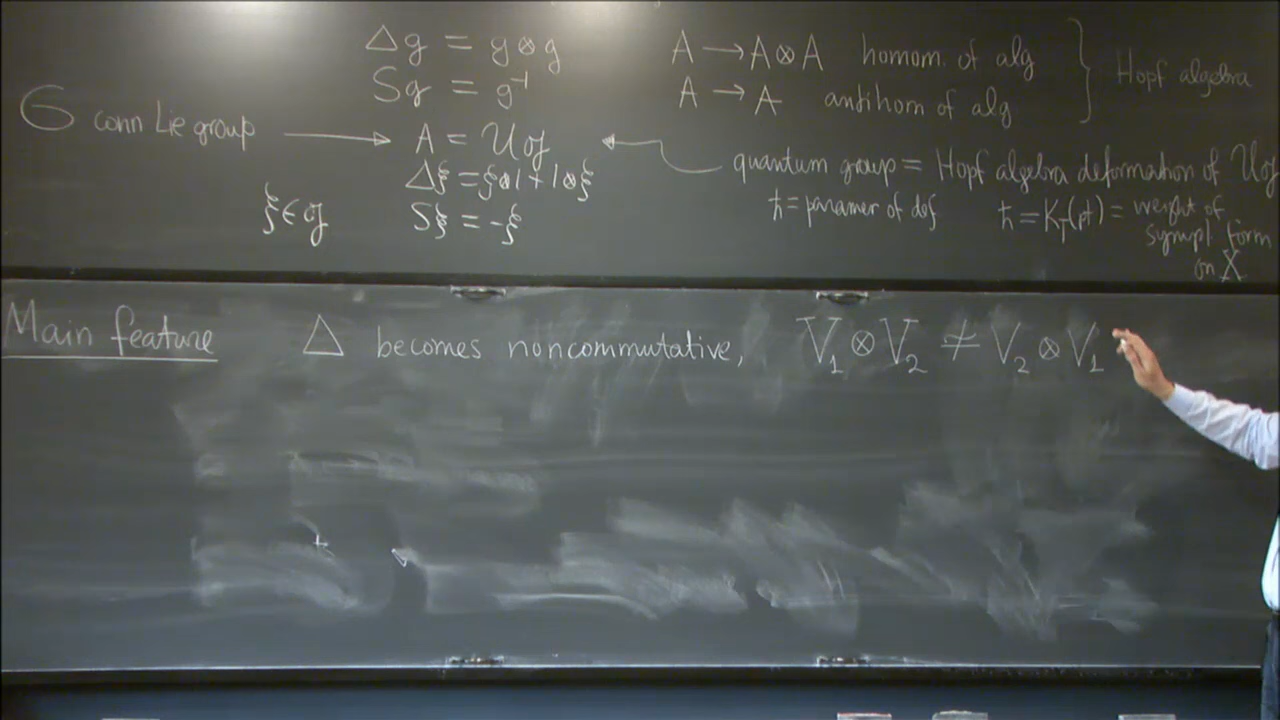 Δg = g⊗g A → A⊗A homom. of alg
Sg = g⁻¹ A → A antihom of alg } Hopf algebra
G conn Lie group → A = U𝔤 ← quantum group = Hopf algebra deformation of U𝔤
Δξ = ξ⊗1 + 1⊗ξ ħ = paramer of def ħ = K_T(pt) = weight of
ξ ∈ 𝔤 Sξ = -ξ sympl. form
on X
Main feature Δ becomes noncommutative, V₁ ⊗ V₂ ≠ V₂ ⊗ V₁